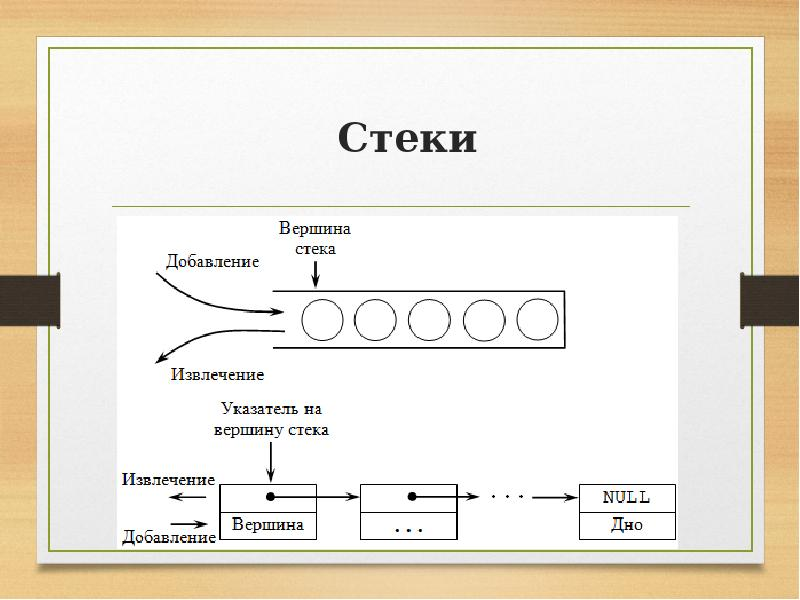 Стеки
Вершина
стека
Добавление
Извлечение
Указатель на
вершину стека
Извлечение
Добавление
Вершина
...
...
NULL
Дно